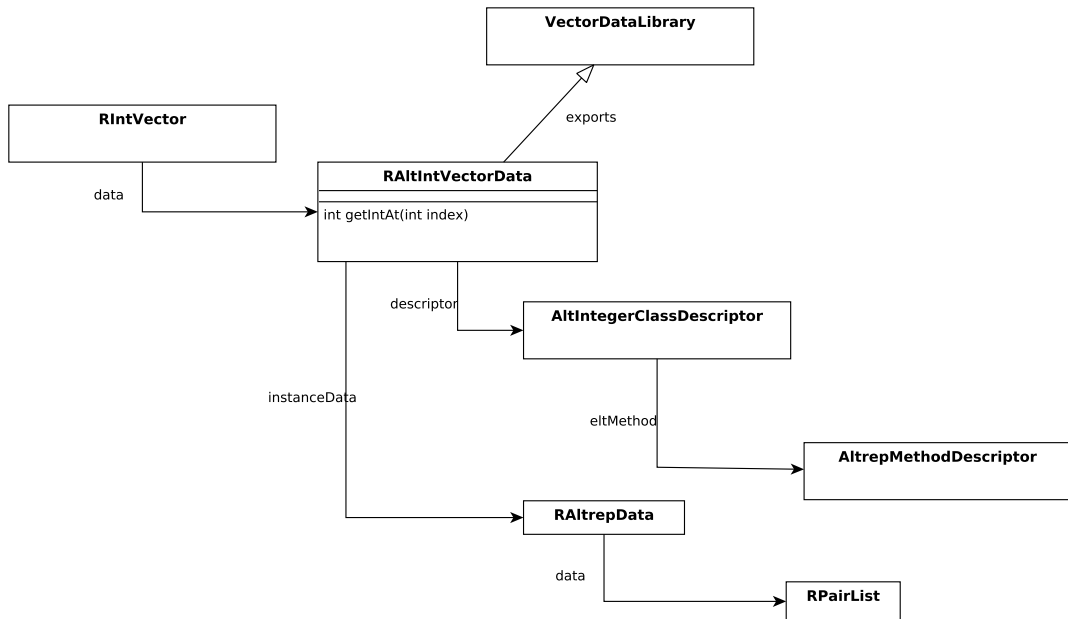 VectorDataLibrary
exports
RIntVector
data
RAltIntVectorData
int getIntAt(int index)
descriptor
AltIntegerClassDescriptor
instanceData
eltMethod
AltrepMethodDescriptor
RAltrepData
data
RPairList